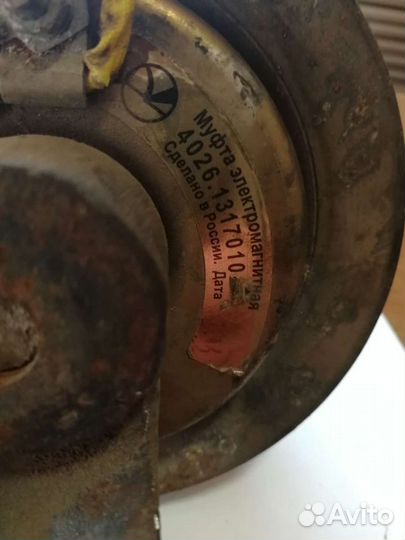 Муфта электромагнитная
4026.1317010
Сделано в России. Дата
Avito